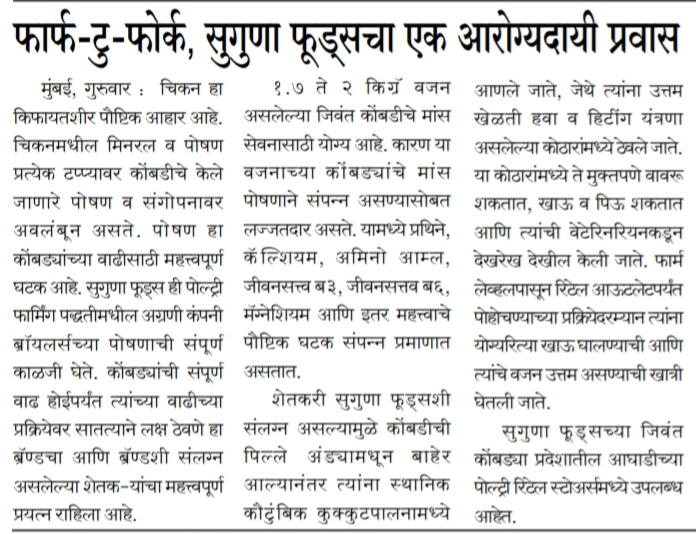 फार्फ-टु-फोर्क, सुगुणा फूड्सचा एक आरोग्यदायी प्रवास
मुंबई, गुरुवार : चिकन हा
किफायतशीर पौष्टिक आहार आहे.
चिकनमधील मिनरल व पोषण
प्रत्येक टप्प्यावर कोंबडीचे केले
जाणारे पोषण व संगोपनावर
अवलंबून असते. पोषण हा
कोंबड्यांच्या वाढीसाठी महत्त्वपूर्ण
घटक आहे. सुगुणा फूड्स ही पोल्ट्री
फार्मिंग पद्धतीमधील अग्रणी कंपनी
ब्रॉयलर्सच्या पोषणाची संपूर्ण
काळजी घेते. कोंबड्यांची संपूर्ण
वाढ होईपर्यंत त्यांच्या वाढीच्या
प्रक्रियेवर सातत्याने लक्ष ठेवणे हा
ब्रॅण्डचा आणि ब्रॅण्डशी संलग्न
असलेल्या शेतक-यांचा महत्त्वपूर्ण
प्रयत्न राहिला आहे.
१.७ ते २ किग्रॅ वजन
असलेल्या जिवंत कोंबडीचे मांस
सेवनासाठी योग्य आहे. कारण या
वजनाच्या कोंबड्यांचे मांस
पोषणाने संपन्न असण्यासोबत
लज्जतदार असते. यामध्ये प्रथिने,
कॅल्शियम, अमिनो आम्ल,
जीवनसत्त्व ब३, जीवनसत्तव ब६,
मॅग्नेशियम आणि इतर महत्त्वाचे
पौष्टिक घटक संपन्न प्रमाणात
असतात.
शेतकरी सुगुणा फूड्सशी
संलग्न असल्यामुळे कोंबडीची
पिल्ले अंड्यामधून बाहेर
आल्यानंतर त्यांना स्थानिक
कौटुंबिक कुक्कुटपालनामध्ये
आणले जाते, जेथे त्यांना उत्तम
खेळती हवा व हिटींग यंत्रणा
असलेल्या कोठारांमध्ये ठेवले जाते.
या कोठारांमध्ये ते मुक्तपणे वावरू
शकतात, खाऊ व पिऊ शकतात
आणि त्यांची वेटेरिनरियनकडून
देखरेख देखील केली जाते. फार्म
लेव्हलपासून रिटेल आऊटलेटपर्यंत
पोहोचण्याच्या प्रक्रियेदरम्यान त्यांना
योग्यरित्या खाऊ घालण्याची आणि
त्यांचे वजन उत्तम असण्याची खात्री
घेतली जाते.
सुगुणा फूड्सच्या जिवंत
कोंबड्या प्रदेशातील आघाडीच्या
पोल्ट्री रिटेल स्टोअर्समध्ये उपलब्ध
आहेत.